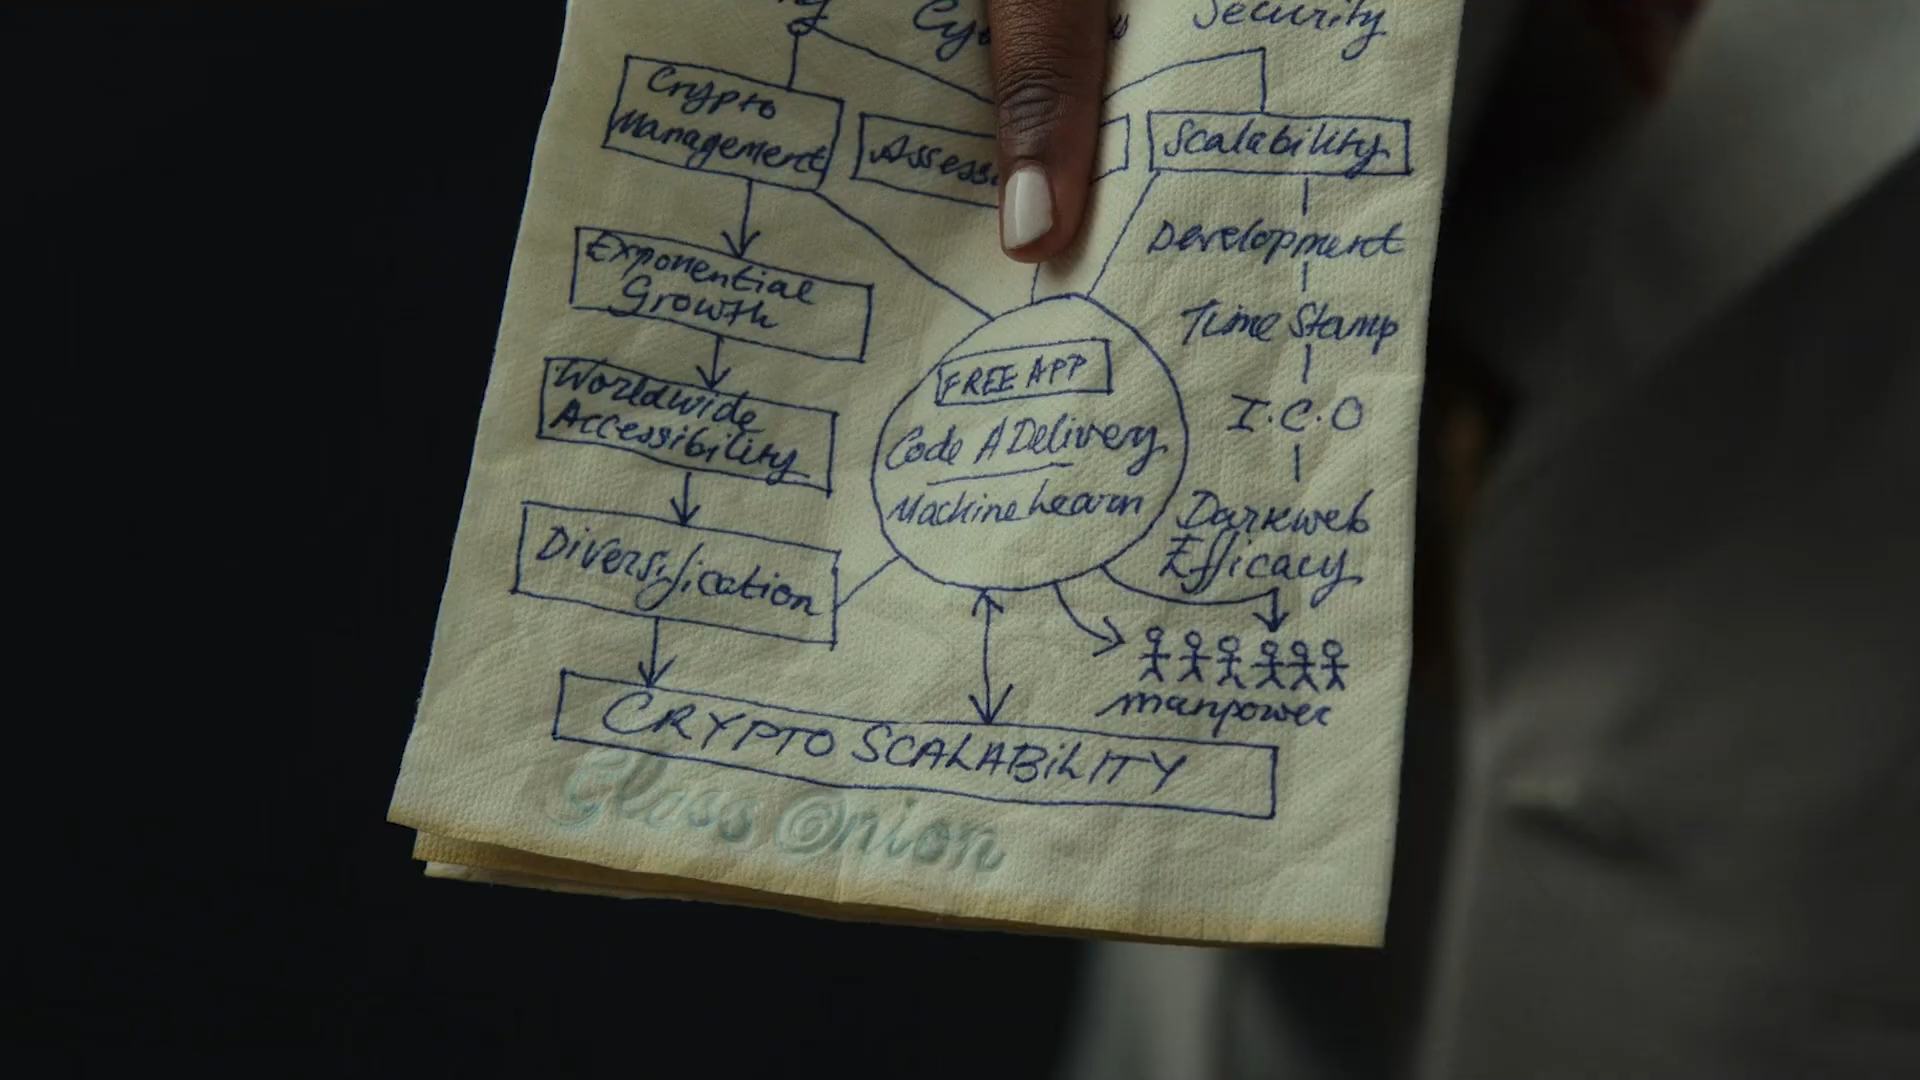 Security
Crypto
Management
Scalability
Exponential
Growth
Development
Worldwide
Accessibility
Time Stamp
FREE APP
Code A Delivery
Machine Learn
I.C.O
Diversification
Darkweb
Efficacy
manpower
CRYPTO SCALABiLITY
Glass Onion